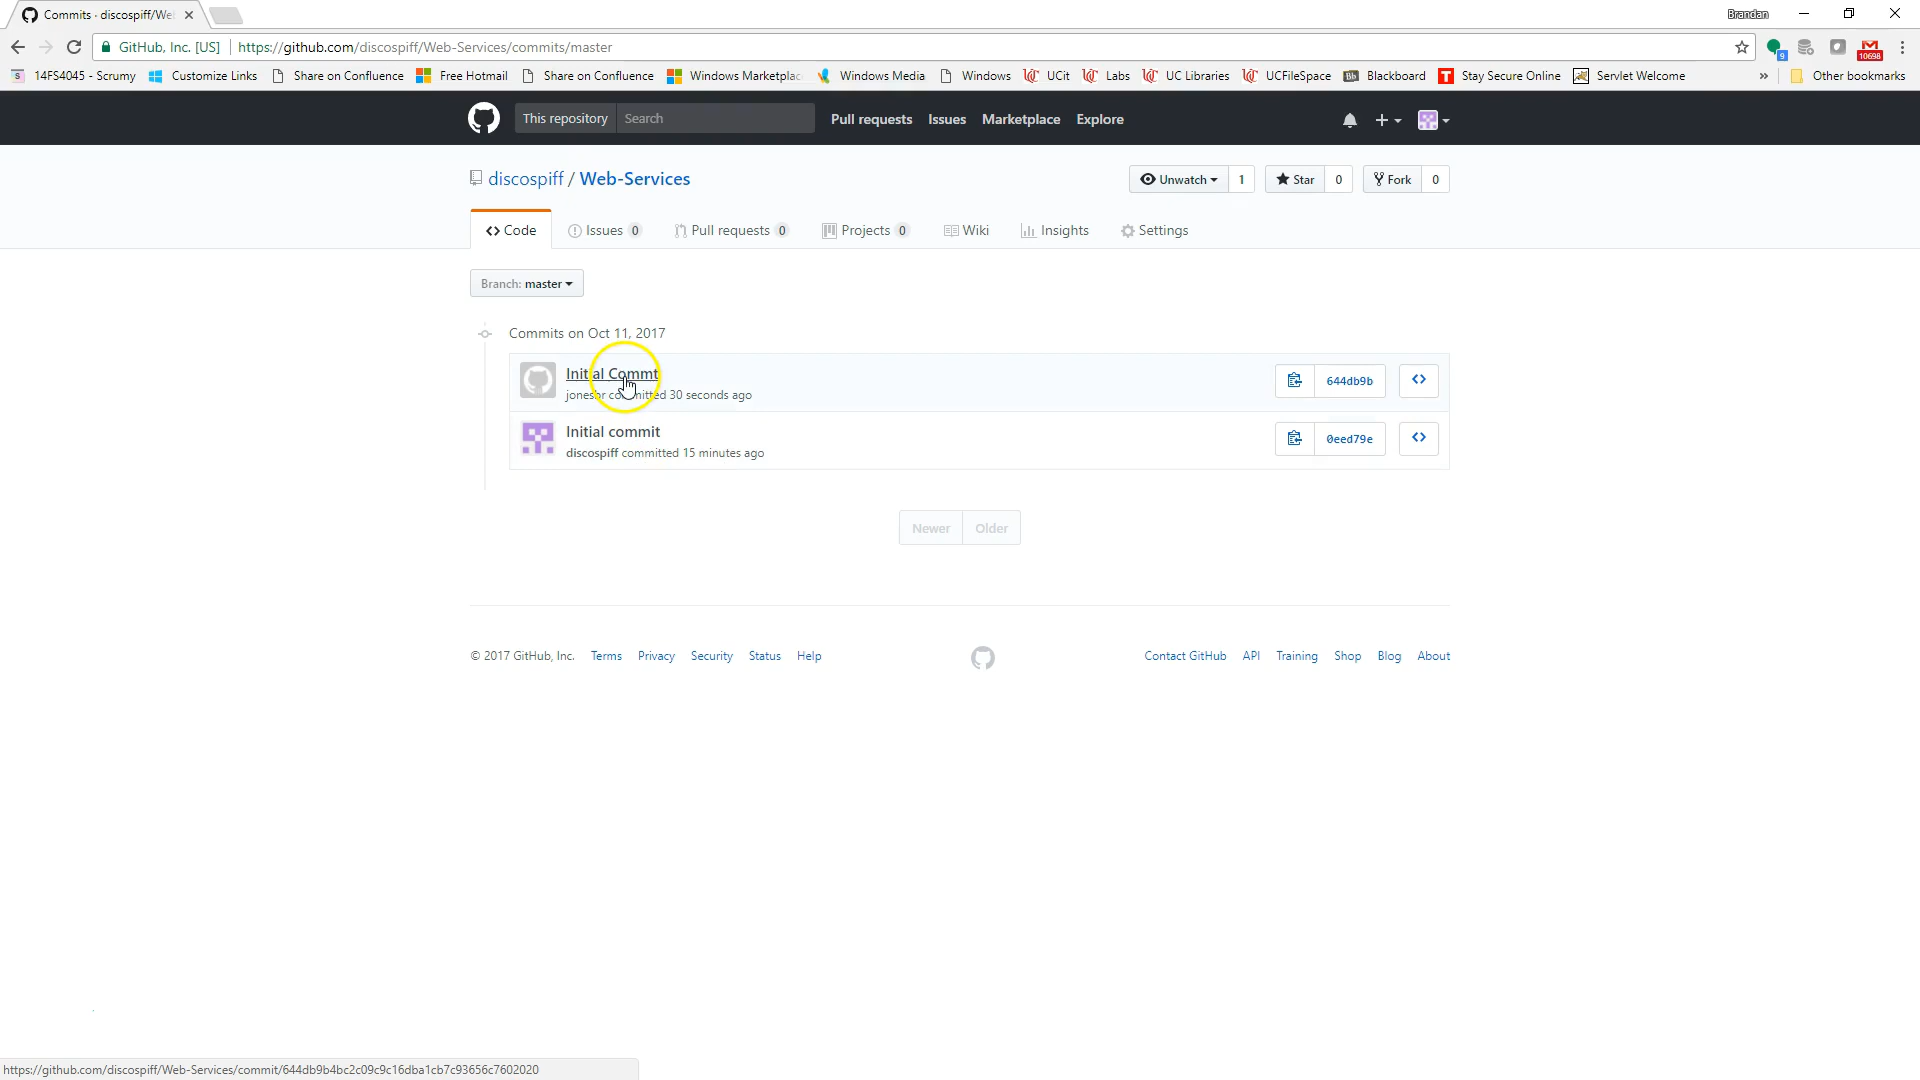 Commits · discospiff/We
Brandan
GitHub, Inc. [US] https://github.com/discospiff/Web-Services/commits/master
9
10698
14FS4045 - Scrumy Customize Links Share on Confluence Free Hotmail Share on Confluence Windows Marketplac Windows Media Windows UCit Labs UC Libraries UCFileSpace Bb Blackboard Stay Secure Online Servlet Welcome » Other bookmarks
This repository Search Pull requests Issues Marketplace Explore
discospiff / Web-Services Unwatch 1 Star 0 Fork 0
Code Issues 0 Pull requests 0 Projects 0 Wiki Insights Settings
Branch: master
Commits on Oct 11, 2017
Initial Commt 644db9b
jonesbr committed 30 seconds ago
Initial commit 0eed79e
discospiff committed 15 minutes ago
Newer Older
© 2017 GitHub, Inc. Terms Privacy Security Status Help Contact GitHub API Training Shop Blog About
https://github.com/discospiff/Web-Services/commit/644db9b4bc2c09c9c16dba1cb7c93656c7602020